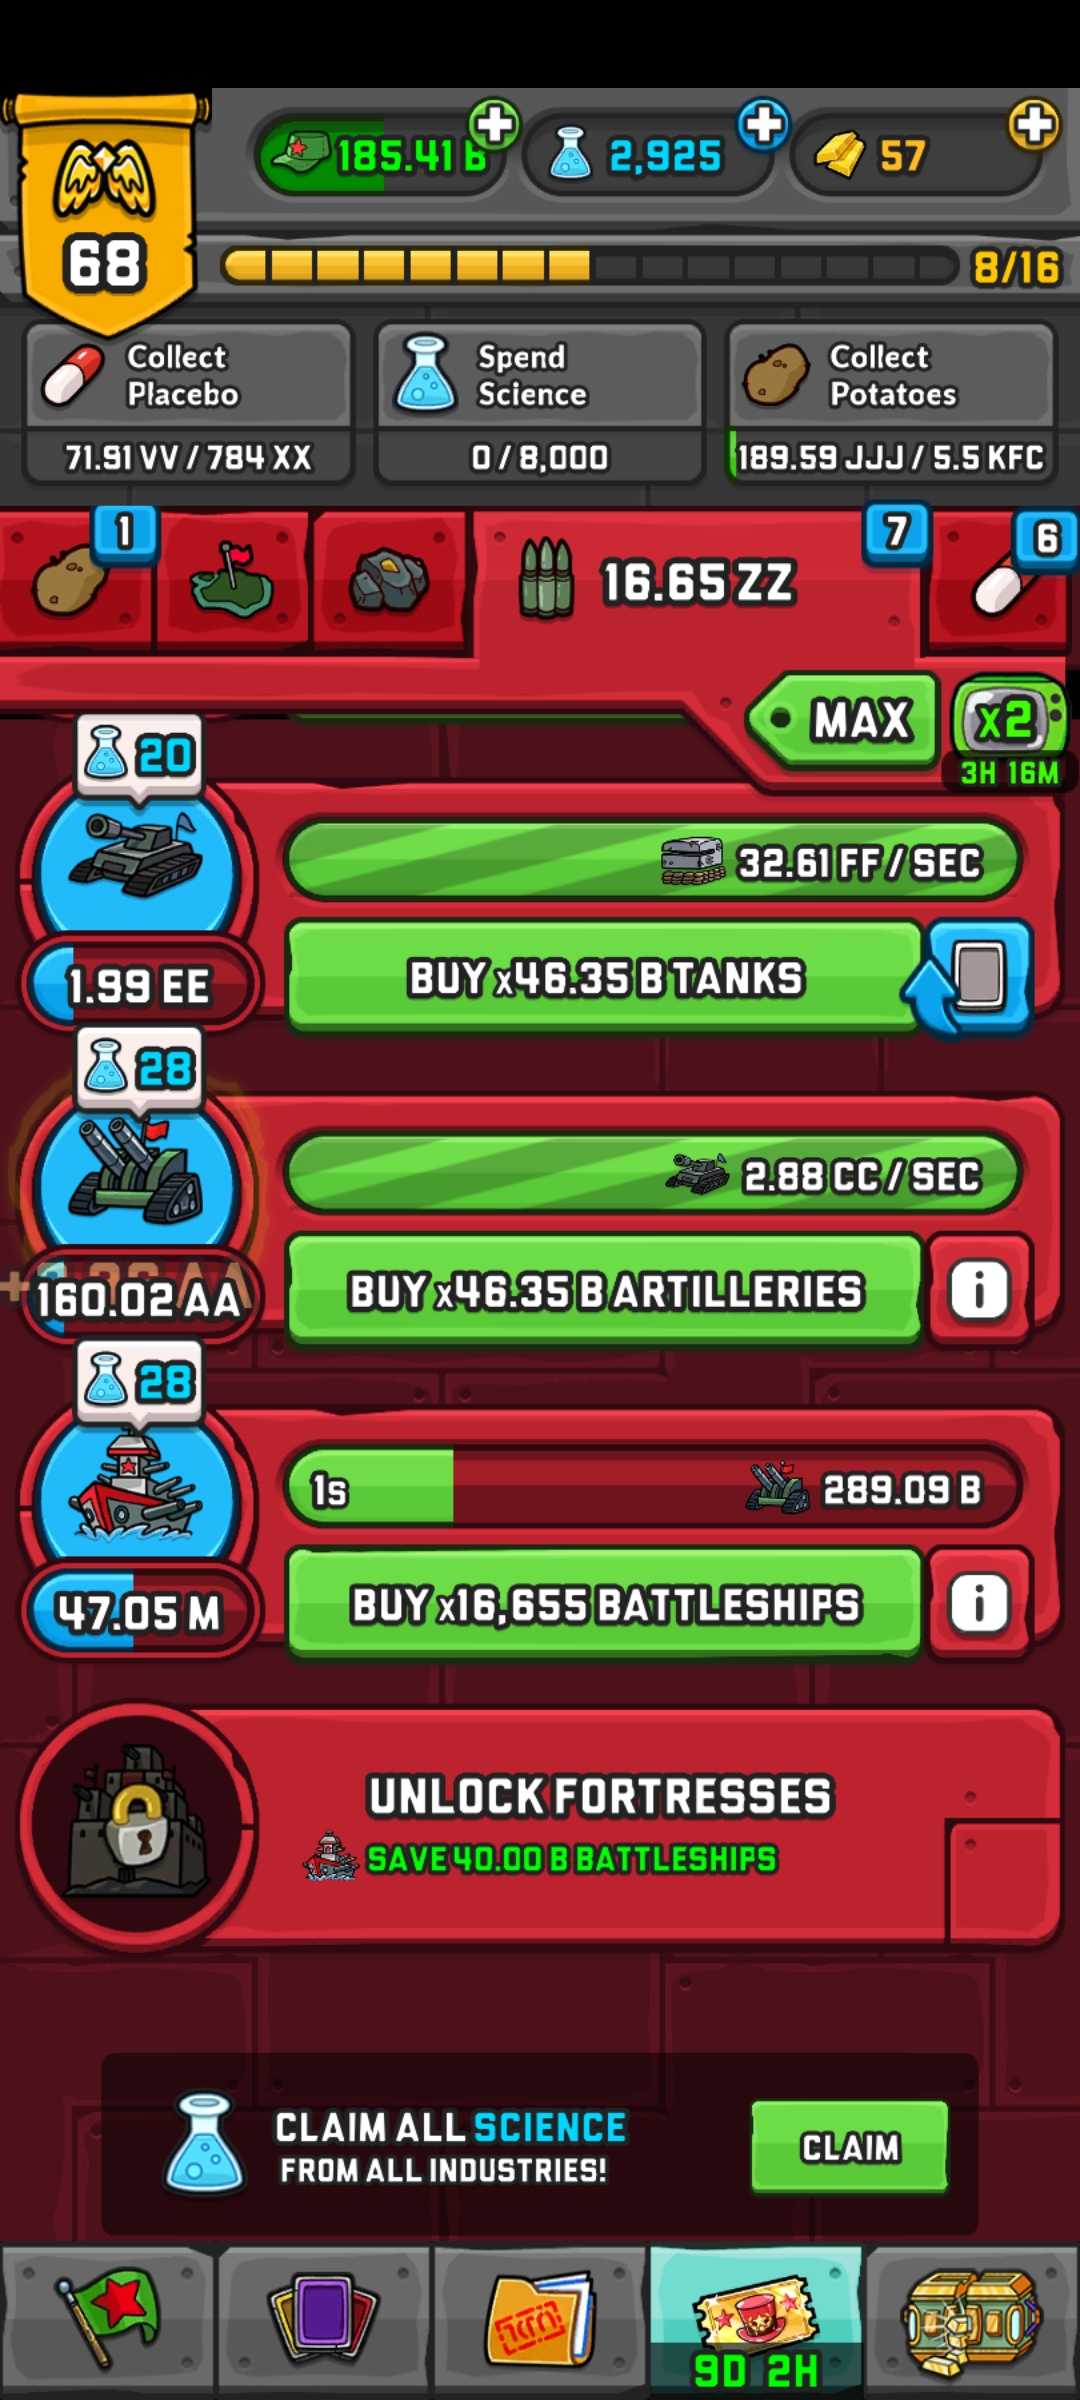 185.41 B
2,925
57
68
8/16
Collect
Placebo
71.91 VV / 784 XX
Spend
Science
0 / 8,000
Collect
Potatoes
189.59 JJJ / 5.5 KFC
1
16.65 ZZ
7
6
MAX
x2
3H 16M
20
32.61 FF / SEC
1.99 EE
BUY x46.35 B TANKS
28
2.88 CC / SEC
160.02 AA
BUY x46.35 B ARTILLERIES
i
28
1s
289.09 B
47.05 M
BUY x16,655 BATTLESHIPS
i
UNLOCK FORTRESSES
SAVE 40.00 B BATTLESHIPS
CLAIM ALL SCIENCE
FROM ALL INDUSTRIES!
CLAIM
9D 2H